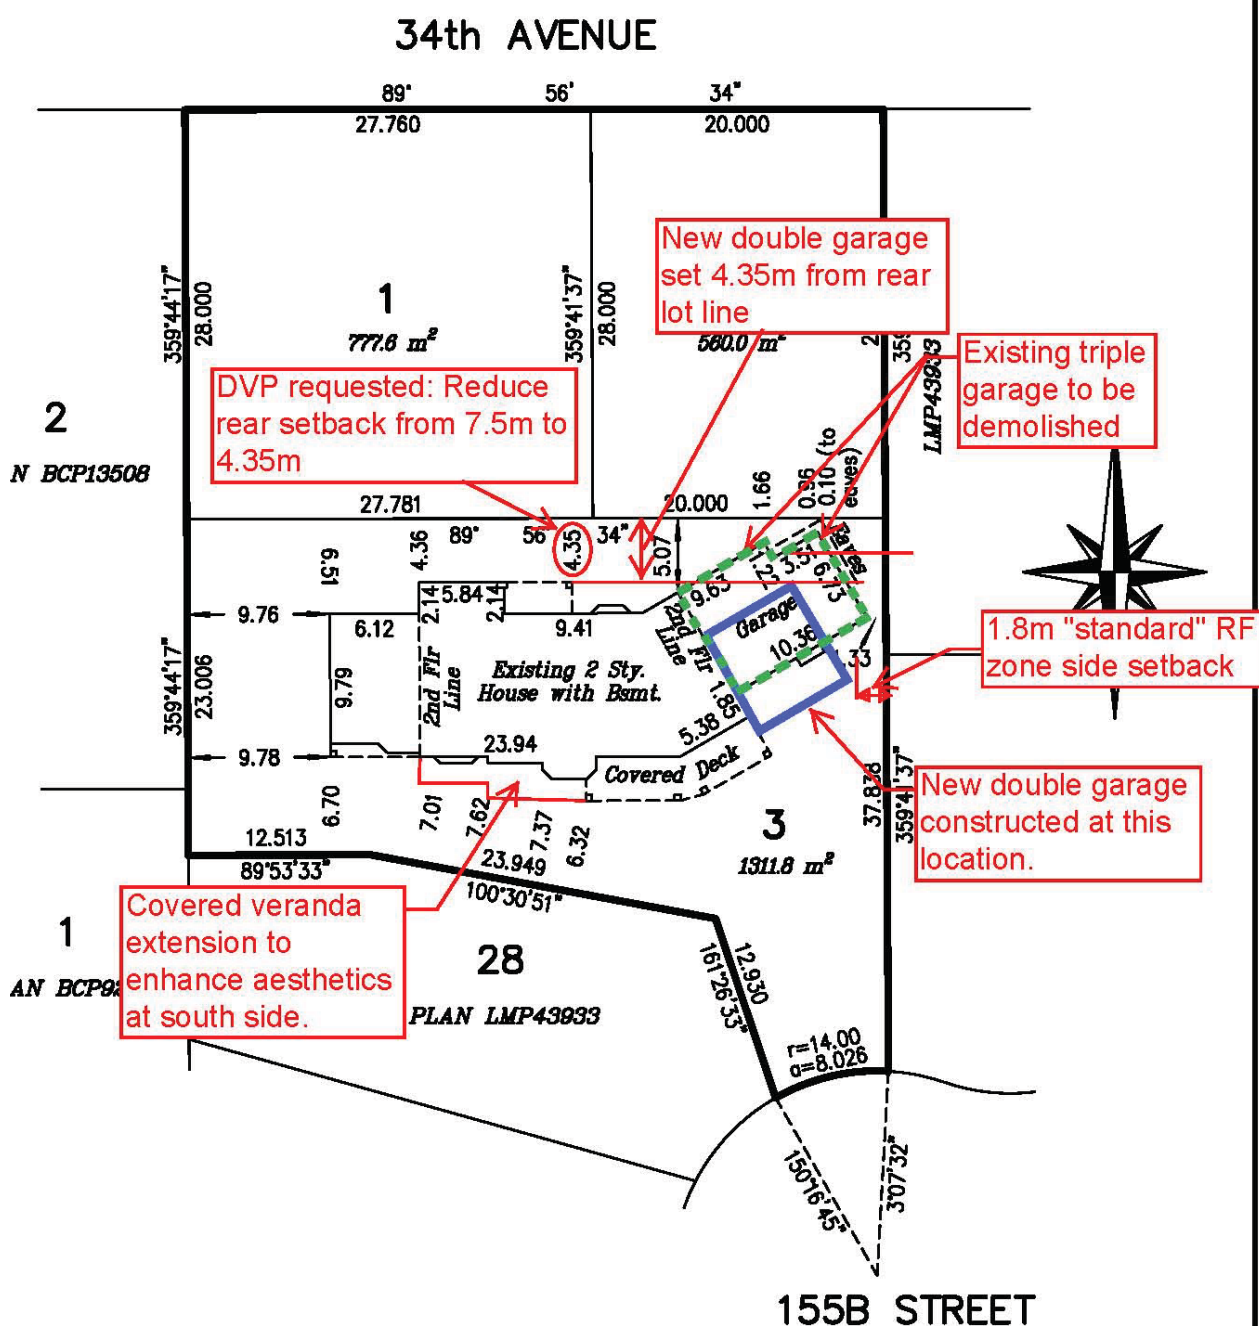 34th AVENUE
89° 56' 34"
27.760 20.000
359°44'17"
28.000
1
777.6 m²
359°41'37"
28.000
New double garage
set 4.35m from rear
lot line
560.0 m²
LMP43933
Existing triple
garage to be
demolished
DVP requested: Reduce
rear setback from 7.5m to
4.35m
2
N BCP13508
27.781 20.000
89° 56' 34"
1.66
0.96
0.10 (to
eaves)
Eaves
6.51
4.36
4.35
5.07
9.63
3.51
6.73
9.76
6.12
2.14
5.84
2.14
9.41
2nd Flr
Line
Garage
10.36
1.8m "standard" RF
zone side setback
359°44'17"
23.006
9.79
2nd Flr
Line
Existing 2 Sty.
House with Bsmt.
1.85
5.38
9.78
23.94
Covered Deck
6.70
7.01
7.62
7.37
6.32
3
1311.8 m²
37.838
359°41'37"
New double garage
constructed at this
location.
12.513
89°53'33"
23.949
100°30'51"
Covered veranda
extension to
enhance aesthetics
at south side.
1
AN BCP92
28
PLAN LMP43933
12.930
161°26'33"
r=14.00
a=8.026
150°16'45"
3°07'32"
155B STREET